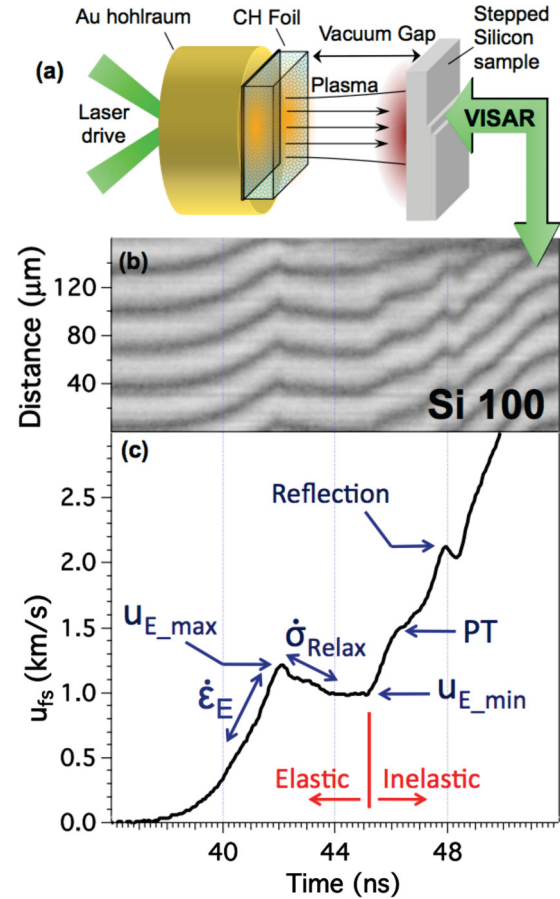 Au hohlraum
CH Foil
Stepped
Silicon
sample
Vacuum Gap
(a)
Plasma
Laser
drive
VISAR
(b)
Distance (μm)
120
80
40
Si 100
(c)
u_fs (km/s)
2.5
2.0
1.5
1.0
0.5
0.0
Reflection
u_E_max
σ̇_Relax
PT
ε̇_E
u_E_min
Elastic
Inelastic
40
44
48
Time (ns)